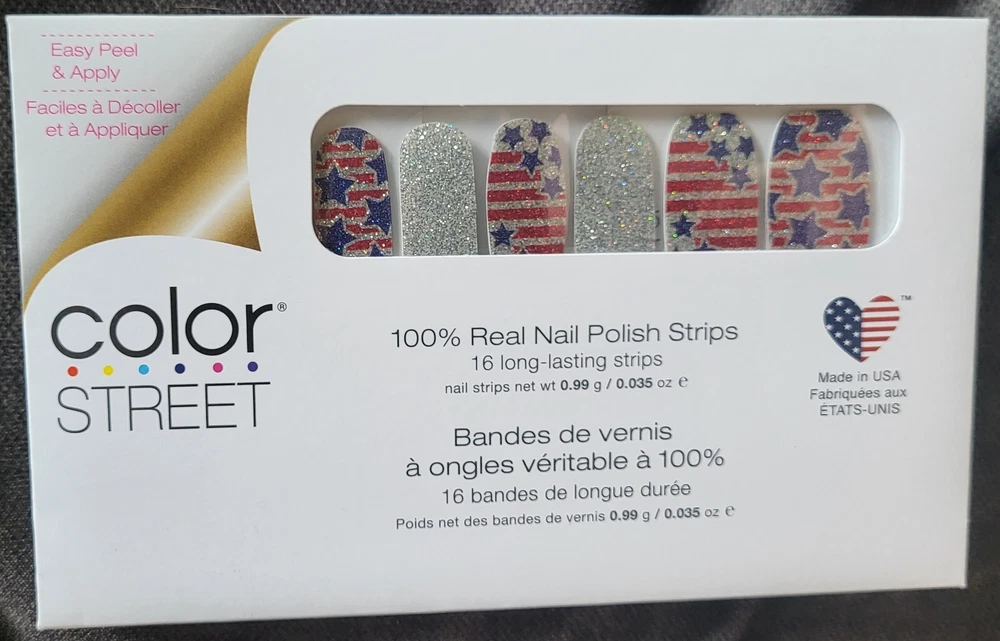 Easy Peel
& Apply
Faciles à Décoller
et à Appliquer
color®
STREET
100% Real Nail Polish Strips
16 long-lasting strips
nail strips net wt 0.99 g / 0.035 oz ℮
Bandes de vernis
à ongles véritable à 100%
16 bandes de longue durée
Poids net des bandes de vernis 0.99 g / 0.035 oz ℮
™
Made in USA
Fabriquées aux
ÉTATS-UNIS